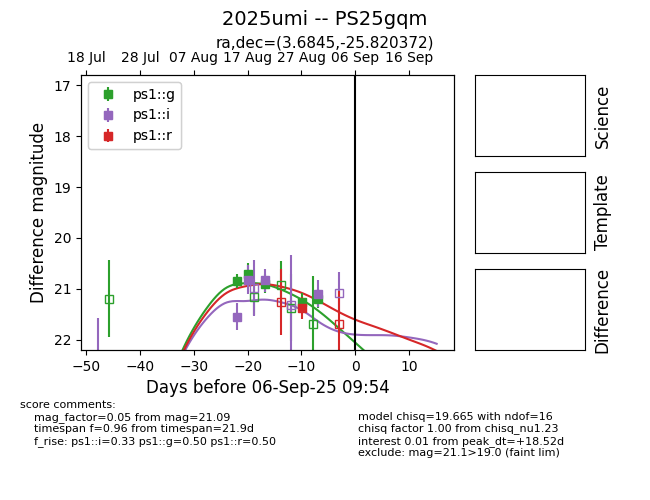 2025umi -- PS25gqm
ra,dec=(3.6845,-25.820372)
18 Jul 28 Jul 07 Aug 17 Aug 27 Aug 06 Sep 16 Sep
ps1::g
ps1::i
ps1::r
17
18
19
20
21
22
Difference magnitude
−50 −40 −30 −20 −10 0 10
Days before 06-Sep-25 09:54
Science
Template
Difference
score comments:
mag_factor=0.05 from mag=21.09
timespan f=0.96 from timespan=21.9d
f_rise: ps1::i=0.33 ps1::g=0.50 ps1::r=0.50
model chisq=19.665 with ndof=16
chisq factor 1.00 from chisq_nu1.23
interest 0.01 from peak_dt=+18.52d
exclude: mag=21.1>19.0 (faint lim)